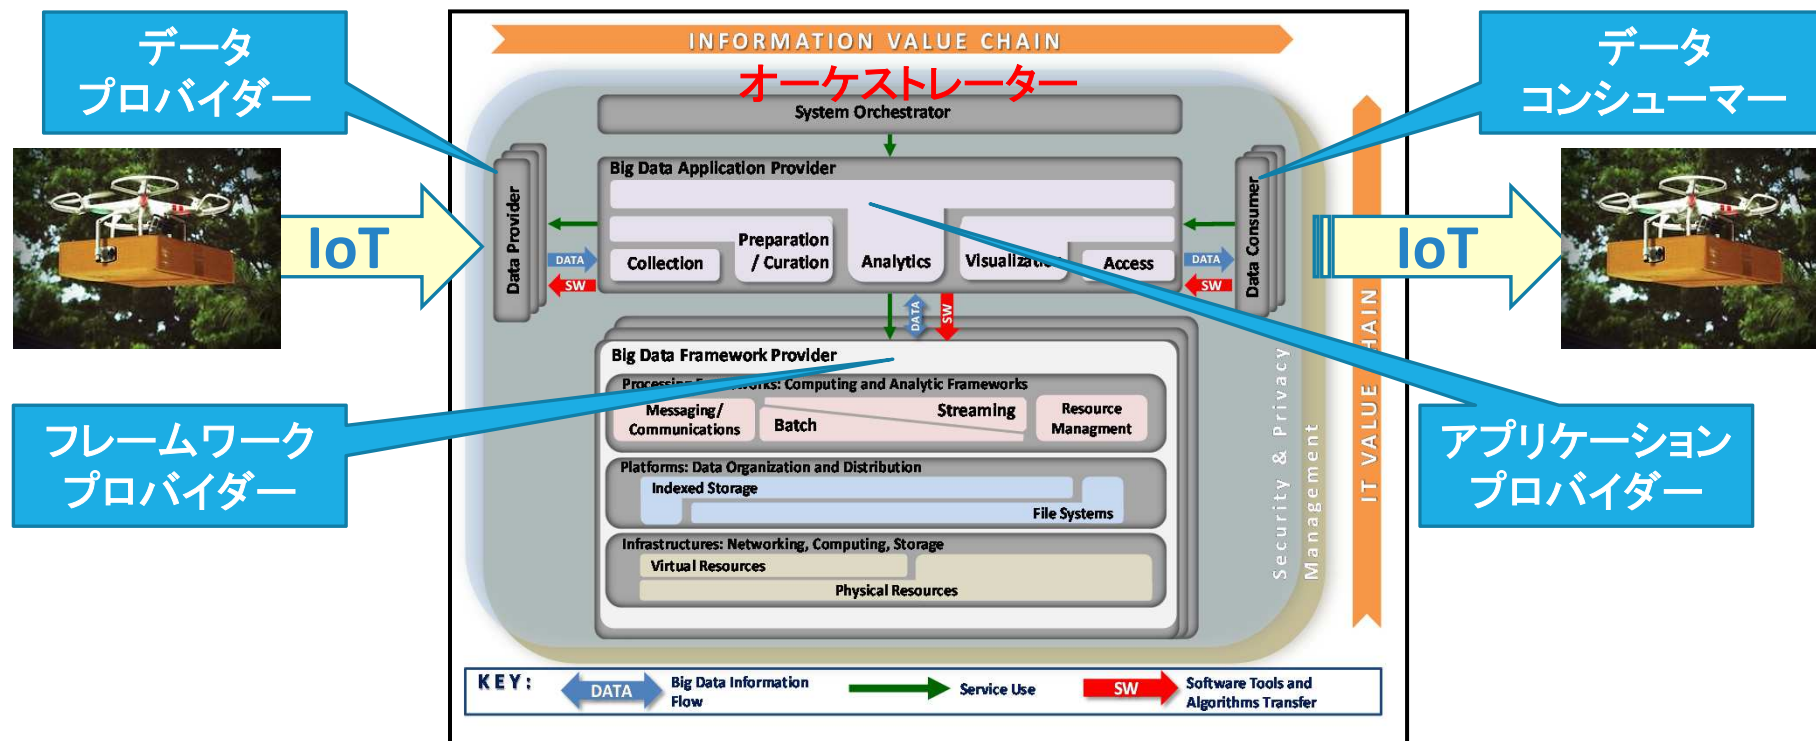 データ
プロバイダー
INFORMATION VALUE CHAIN
オーケストレーター
データ
コンシューマー
System Orchestrator
Big Data Application Provider
Data Provider
Data Consumer
IoT
IoT
Preparation
/ Curation
Collection
Analytics
Visualization
Access
DATA
SW
DATA
SW
DATA
SW
Big Data Framework Provider
Processing Frameworks: Computing and Analytic Frameworks
Messaging/
Communications
Batch
Streaming
Resource
Managment
フレームワーク
プロバイダー
アプリケーション
プロバイダー
Platforms: Data Organization and Distribution
Indexed Storage
File Systems
Infrastructures: Networking, Computing, Storage
Virtual Resources
Physical Resources
Security & Privacy
Management
IT VALUE CHAIN
KEY:
DATA
Big Data Information
Flow
Service Use
SW
Software Tools and
Algorithms Transfer